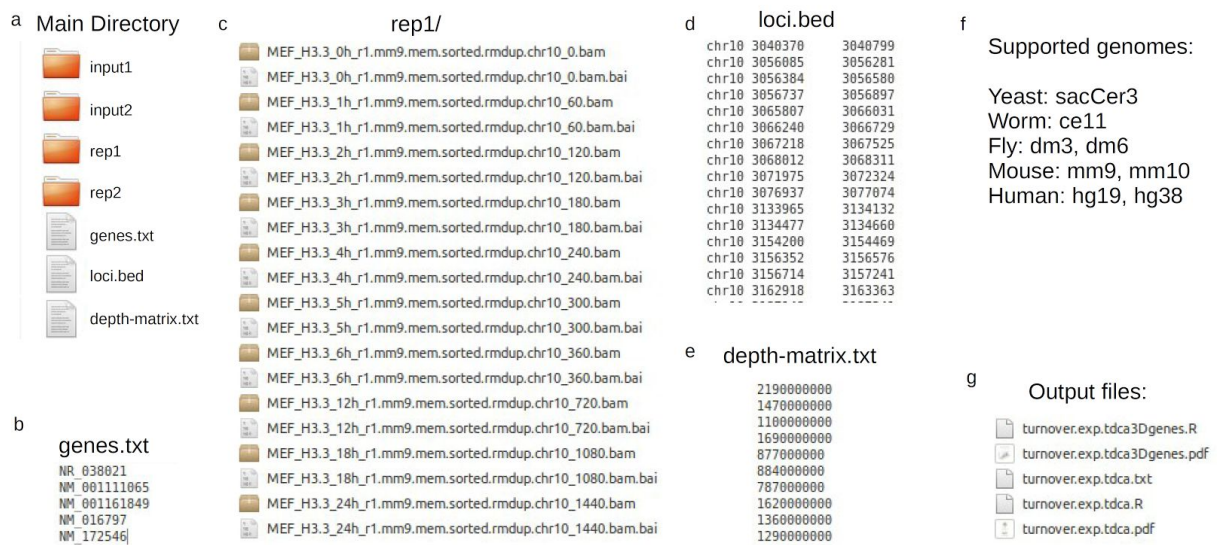 a Main Directory
input1
input2
rep1
rep2
genes.txt
loci.bed
depth-matrix.txt
b
genes.txt
NR_038021
NM_001111065
NM_001161849
NM_016797
NM_172546
c rep1/
MEF_H3.3_0h_r1.mm9.mem.sorted.rmdup.chr10_0.bam
MEF_H3.3_0h_r1.mm9.mem.sorted.rmdup.chr10_0.bam.bai
MEF_H3.3_1h_r1.mm9.mem.sorted.rmdup.chr10_60.bam
MEF_H3.3_1h_r1.mm9.mem.sorted.rmdup.chr10_60.bam.bai
MEF_H3.3_2h_r1.mm9.mem.sorted.rmdup.chr10_120.bam
MEF_H3.3_2h_r1.mm9.mem.sorted.rmdup.chr10_120.bam.bai
MEF_H3.3_3h_r1.mm9.mem.sorted.rmdup.chr10_180.bam
MEF_H3.3_3h_r1.mm9.mem.sorted.rmdup.chr10_180.bam.bai
MEF_H3.3_4h_r1.mm9.mem.sorted.rmdup.chr10_240.bam
MEF_H3.3_4h_r1.mm9.mem.sorted.rmdup.chr10_240.bam.bai
MEF_H3.3_5h_r1.mm9.mem.sorted.rmdup.chr10_300.bam
MEF_H3.3_5h_r1.mm9.mem.sorted.rmdup.chr10_300.bam.bai
MEF_H3.3_6h_r1.mm9.mem.sorted.rmdup.chr10_360.bam
MEF_H3.3_6h_r1.mm9.mem.sorted.rmdup.chr10_360.bam.bai
MEF_H3.3_12h_r1.mm9.mem.sorted.rmdup.chr10_720.bam
MEF_H3.3_12h_r1.mm9.mem.sorted.rmdup.chr10_720.bam.bai
MEF_H3.3_18h_r1.mm9.mem.sorted.rmdup.chr10_1080.bam
MEF_H3.3_18h_r1.mm9.mem.sorted.rmdup.chr10_1080.bam.bai
MEF_H3.3_24h_r1.mm9.mem.sorted.rmdup.chr10_1440.bam
MEF_H3.3_24h_r1.mm9.mem.sorted.rmdup.chr10_1440.bam.bai
d loci.bed
chr10 3040370 3040799
chr10 3056085 3056281
chr10 3056384 3056580
chr10 3056737 3056897
chr10 3065807 3066031
chr10 3066240 3066729
chr10 3067218 3067525
chr10 3068012 3068311
chr10 3071975 3072324
chr10 3076937 3077074
chr10 3133965 3134132
chr10 3134477 3134660
chr10 3154200 3154469
chr10 3156352 3156576
chr10 3156714 3157241
chr10 3162918 3163363
e depth-matrix.txt
2190000000
1470000000
1100000000
1690000000
877000000
884000000
787000000
1620000000
1360000000
1290000000
f
Supported genomes:
Yeast: sacCer3
Worm: ce11
Fly: dm3, dm6
Mouse: mm9, mm10
Human: hg19, hg38
g
Output files:
turnover.exp.tdca3Dgenes.R
turnover.exp.tdca3Dgenes.pdf
turnover.exp.tdca.txt
turnover.exp.tdca.R
turnover.exp.tdca.pdf